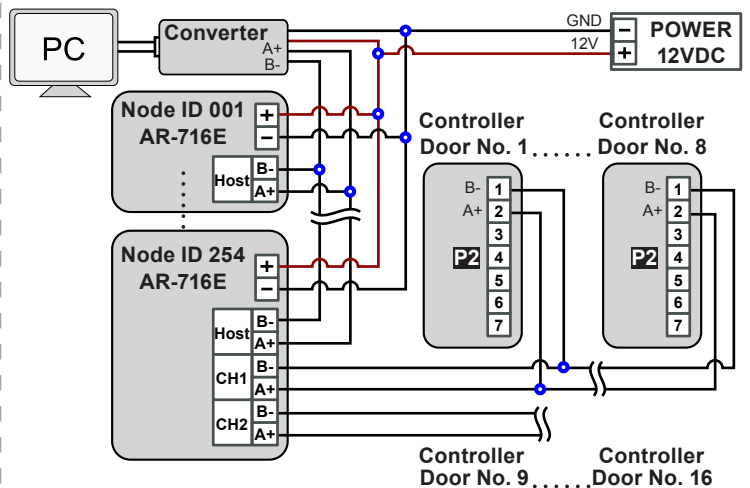 PC
Converter
A+
B-
GND
12V
−
+
POWER
12VDC
Node ID 001
AR-716E
+
−
Host
B-
A+
Node ID 254
AR-716E
+
−
Host
B-
A+
CH1
B-
A+
CH2
B-
A+
Controller
Door No. 1 . . . . . . Door No. 8
Controller
B- 1
A+ 2
3
P2 4
5
6
7
B- 1
A+ 2
3
P2 4
5
6
7
Controller
Controller
Door No. 9 . . . . . . Door No. 16